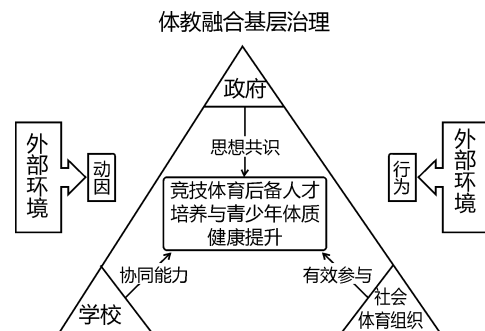 体教融合基层治理
政府
思想共识
外部环境
动因
竞技体育后备人才
培养与青少年体质
健康提升
行为
外部环境
协同能力
有效参与
学校
社会
体育组织